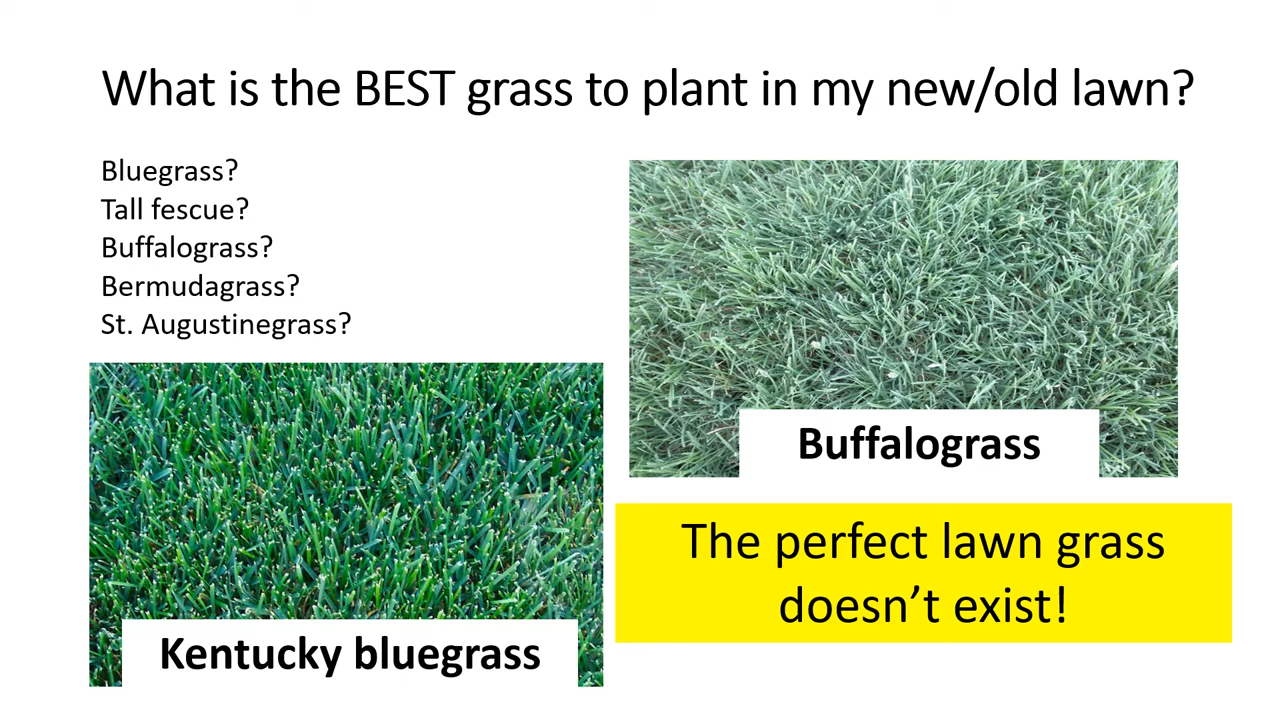 What is the BEST grass to plant in my new/old lawn?
Bluegrass?
Tall fescue?
Buffalograss?
Bermudagrass?
St. Augustinegrass?
Buffalograss
The perfect lawn grass
doesn’t exist!
Kentucky bluegrass